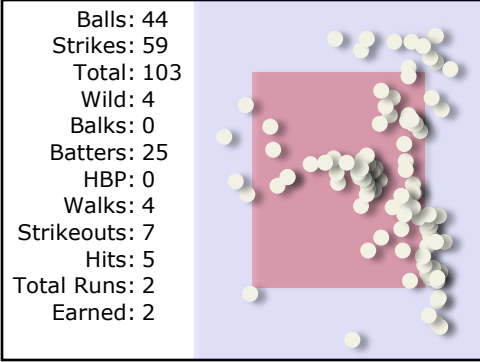 Balls: 44
Strikes: 59
Total: 103
Wild: 4
Balks: 0
Batters: 25
HBP: 0
Walks: 4
Strikeouts: 7
Hits: 5
Total Runs: 2
Earned: 2